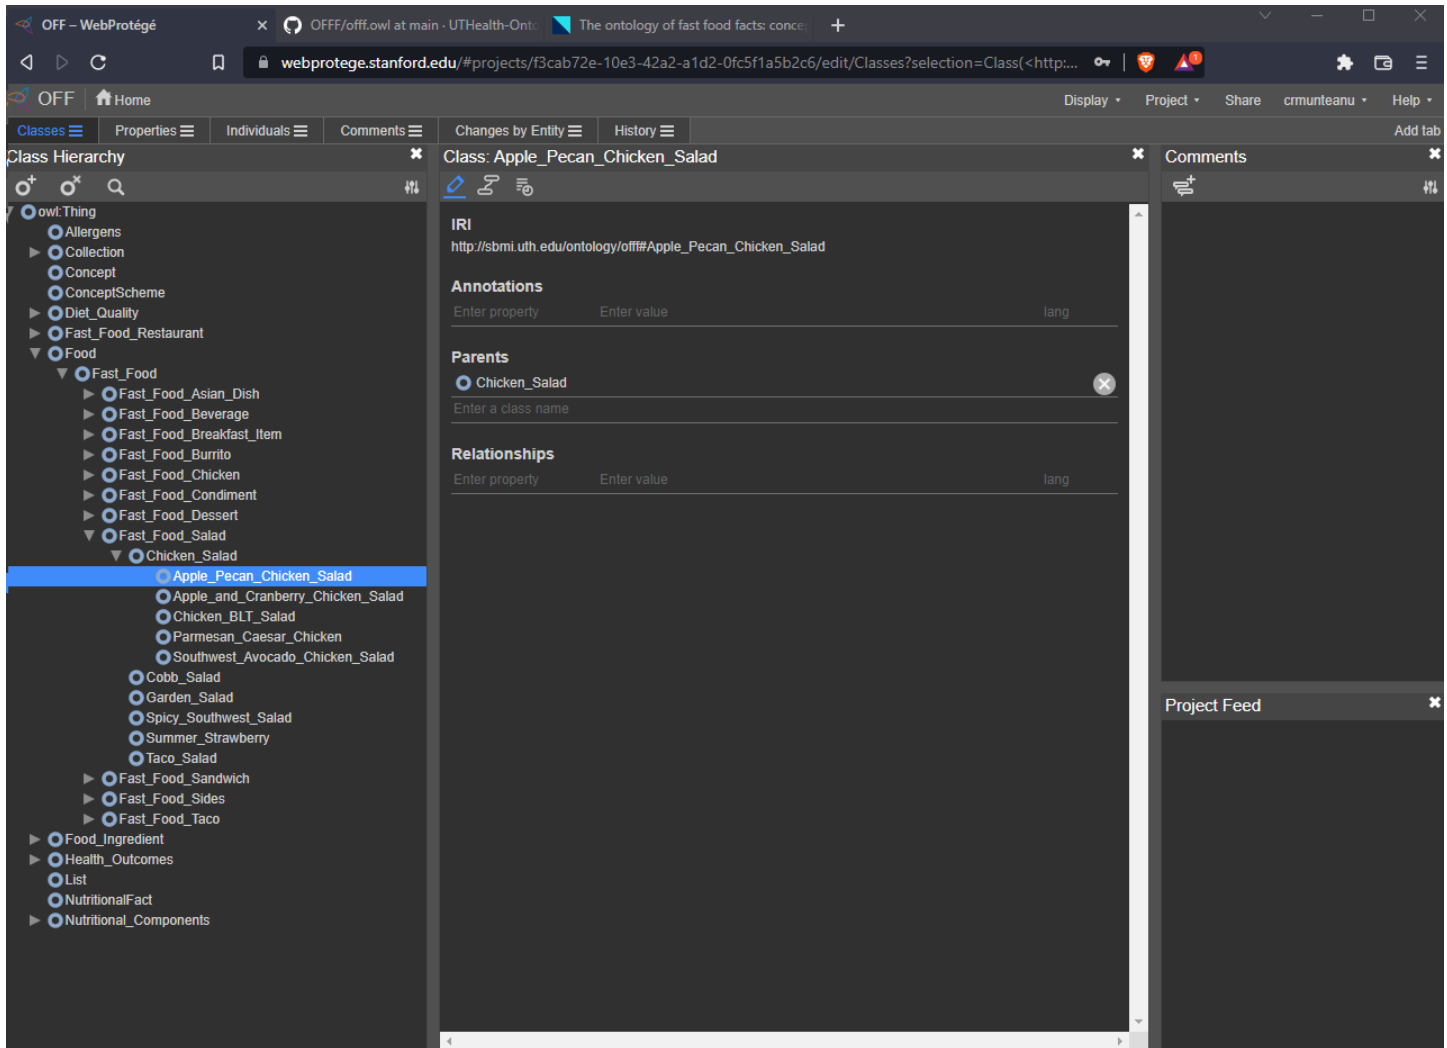 OFF – WebProtégé
OFFF/offf.owl at main · UTHealth-Onto
The ontology of fast food facts: concep
webprotege.stanford.edu/#projects/f3cab72e-10e3-42a2-a1d2-0fc5f1a5b2c6/edit/Classes?selection=Class(<http:...
1
OFF
Home
Display
Project
Share
crmunteanu
Help
Classes
Properties
Individuals
Comments
Changes by Entity
History
Add tab
Class Hierarchy
owl:Thing
Allergens
Collection
Concept
ConceptScheme
Diet_Quality
Fast_Food_Restaurant
Food
Fast_Food
Fast_Food_Asian_Dish
Fast_Food_Beverage
Fast_Food_Breakfast_Item
Fast_Food_Burrito
Fast_Food_Chicken
Fast_Food_Condiment
Fast_Food_Dessert
Fast_Food_Salad
Chicken_Salad
Apple_Pecan_Chicken_Salad
Apple_and_Cranberry_Chicken_Salad
Chicken_BLT_Salad
Parmesan_Caesar_Chicken
Southwest_Avocado_Chicken_Salad
Cobb_Salad
Garden_Salad
Spicy_Southwest_Salad
Summer_Strawberry
Taco_Salad
Fast_Food_Sandwich
Fast_Food_Sides
Fast_Food_Taco
Food_Ingredient
Health_Outcomes
List
NutritionalFact
Nutritional_Components
Class: Apple_Pecan_Chicken_Salad
IRI
http://sbmi.uth.edu/ontology/offf#Apple_Pecan_Chicken_Salad
Annotations
Enter property Enter value lang
Parents
Chicken_Salad
Enter a class name
Relationships
Enter property Enter value lang
Comments
Project Feed